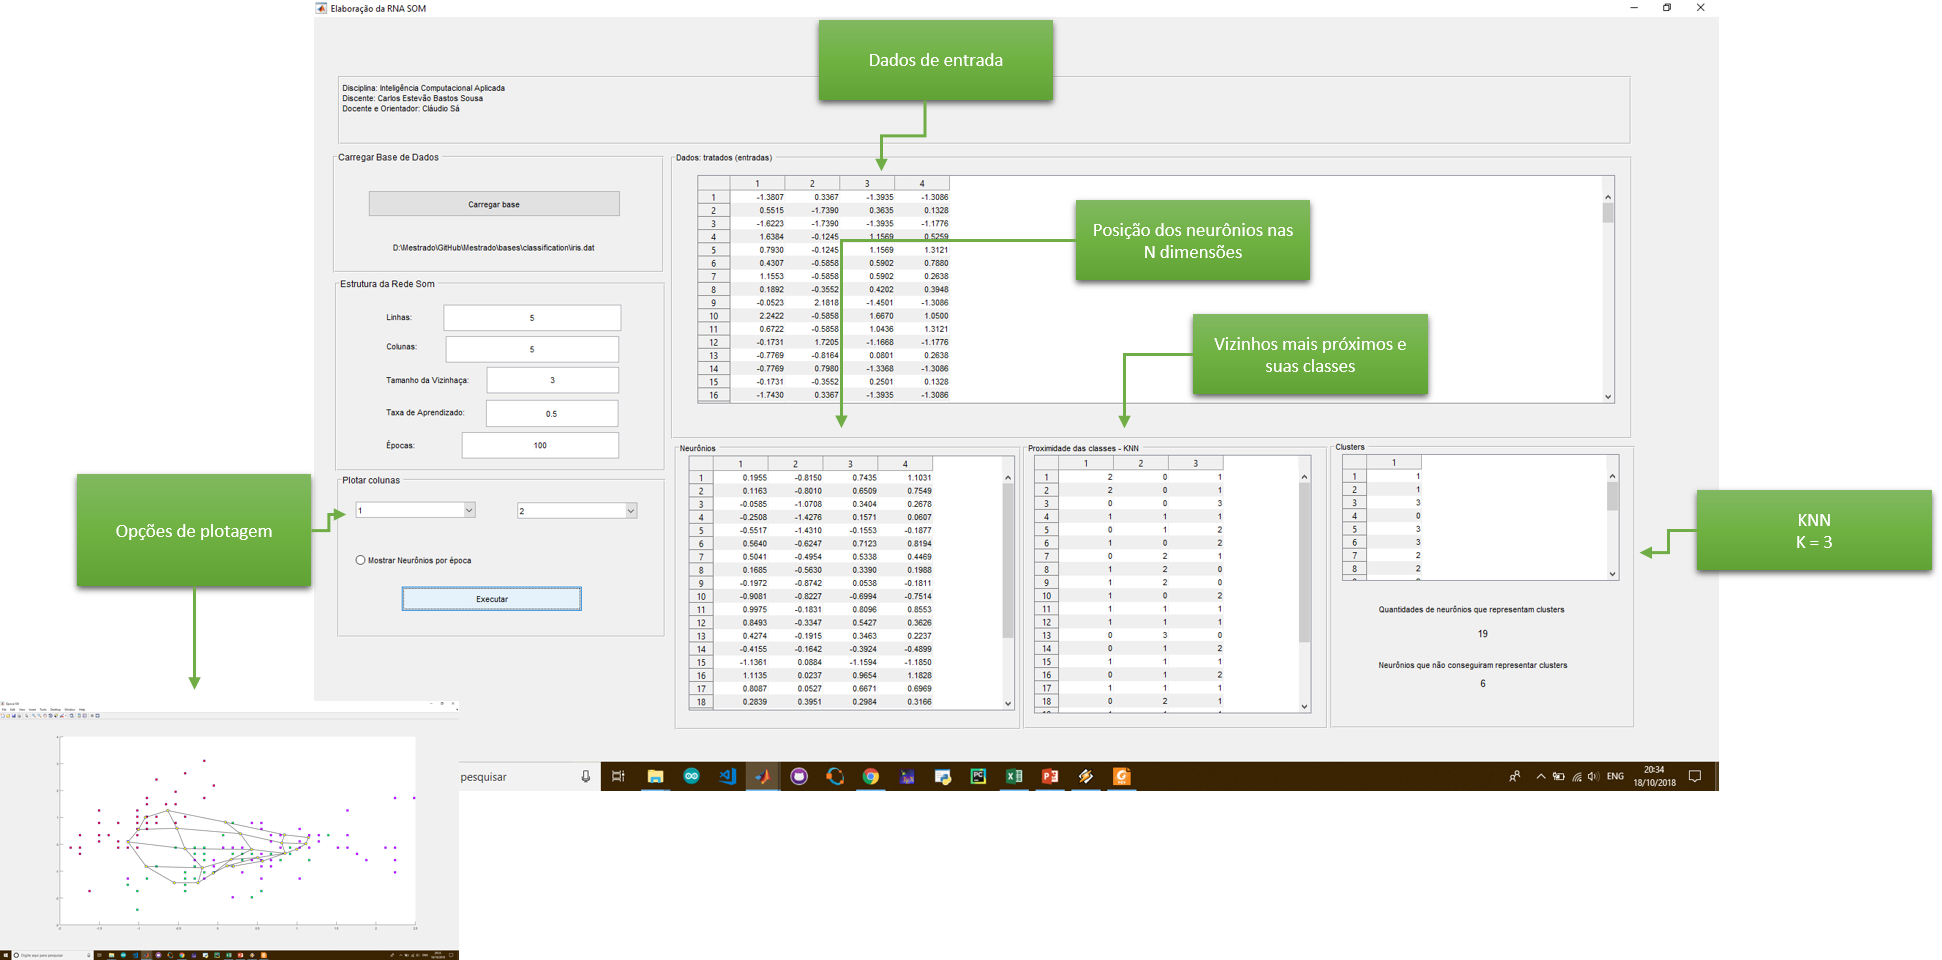 Elaboração da RNA SOM
Dados de entrada
Disciplina: Inteligência Computacional Aplicada
Discente: Carlos Estevão Bastos Sousa
Docente e Orientador: Cláudio Sá
Carregar Base de Dados
Carregar base
D:\Mestrado\GitHub\Mestrado\bases\classification\iris.dat
Estrutura da Rede Som
Linhas: 5
Colunas: 5
Tamanho da Vizinhaça: 3
Taxa de Aprendizado: 0.5
Épocas: 100
Plotar colunas
1 2
Mostrar Neurônios por época
Executar
Opções de plotagem
Dados: tratados (entradas)
1 2 3 4
1 -1.3807 0.3367 -1.3935 -1.3086
2 0.5515 -1.7390 0.3635 0.1328
3 -1.6223 -1.7390 -1.3935 -1.1776
4 1.6384 -0.1245 1.1569 0.5259
5 0.7930 -0.1245 1.1569 1.3121
6 0.4307 -0.5858 0.5902 0.7880
7 1.1553 -0.5858 0.5902 0.2638
8 0.1892 -0.3552 0.4202 0.3948
9 -0.0523 2.1818 -1.4501 -1.3086
10 2.2422 -0.5858 1.6670 1.0500
11 0.6722 -0.5858 1.0436 1.3121
12 -0.1731 1.7205 -1.1668 -1.1776
13 -0.7769 -0.8164 0.0801 0.2638
14 -0.7769 0.7980 -1.3368 -1.3086
15 -0.1731 -0.3552 0.2501 0.1328
16 -1.7430 0.3367 -1.3935 -1.3086
Posição dos neurônios nas
N dimensões
Vizinhos mais próximos e
suas classes
Neurônios
1 2 3 4
1 0.1955 -0.8150 0.7435 1.1031
2 0.1163 -0.8010 0.6509 0.7549
3 -0.0585 -1.0708 0.3404 0.2678
4 -0.2508 -1.4276 0.1571 0.0607
5 -0.5517 -1.4310 -0.1553 -0.1877
6 0.5640 -0.6247 0.7123 0.8194
7 0.5041 -0.4954 0.5338 0.4469
8 0.1685 -0.5630 0.3390 0.1988
9 -0.1972 -0.8742 0.0538 -0.1811
10 -0.9081 -0.8227 -0.6994 -0.7514
11 0.9975 -0.1831 0.8096 0.8553
12 0.8493 -0.3347 0.5427 0.3626
13 0.4274 -0.1915 0.3463 0.2237
14 -0.4155 -0.1642 -0.3924 -0.4899
15 -1.1361 0.0884 -1.1594 -1.1850
16 1.1135 0.0237 0.9654 1.1828
17 0.8087 0.0527 0.6671 0.6969
18 0.2839 0.3951 0.2984 0.3166
Proximidade das classes - KNN
1 2 3
1 2 0 1
2 2 0 1
3 0 0 3
4 1 1 1
5 0 1 2
6 1 0 2
7 0 2 1
8 1 2 0
9 1 2 0
10 1 0 2
11 1 1 1
12 1 1 1
13 0 3 0
14 0 1 2
15 1 1 1
16 0 1 2
17 1 1 1
18 0 2 1
Clusters
1
1 1
2 1
3 3
4 0
5 3
6 3
7 2
8 2
Quantidades de neurônios que representam clusters
19
Neurônios que não conseguiram representar clusters
6
KNN
K = 3
pesquisar
ENG
20:34
18/10/2018